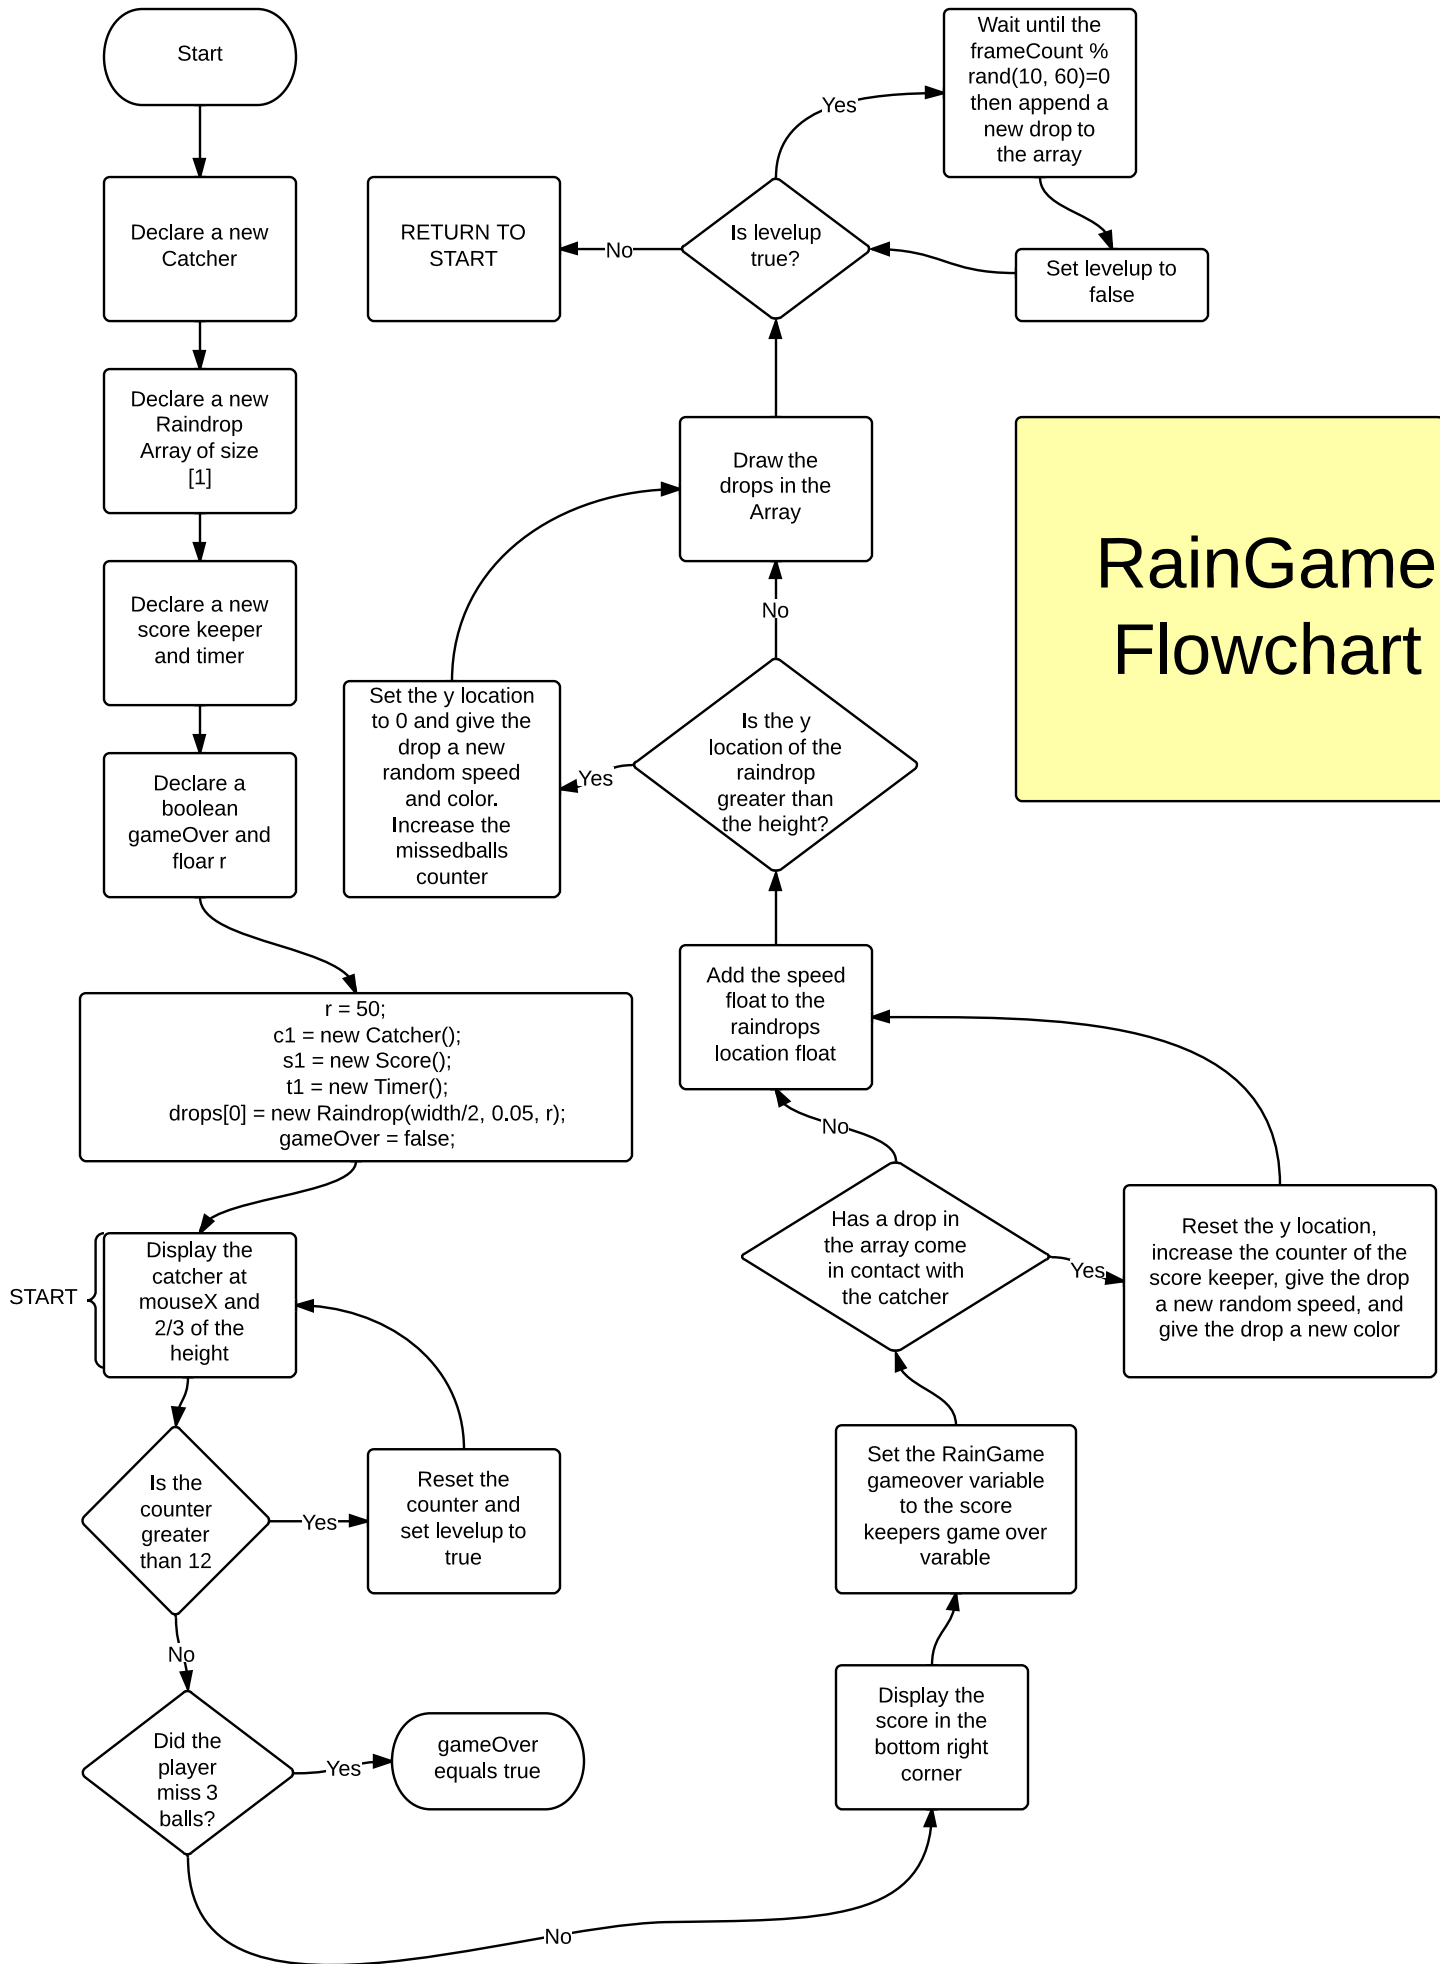 Start
Declare a new
Catcher
Declare a new
Raindrop
Array of size
[1]
Declare a new
score keeper
and timer
Declare a
boolean
gameOver and
floar r
r = 50;
c1 = new Catcher();
s1 = new Score();
t1 = new Timer();
drops[0] = new Raindrop(width/2, 0.05, r);
gameOver = false;
START
Display the
catcher at
mouseX and
2/3 of the
height
Is the
counter
greater
than 12
Yes
Reset the
counter and
set levelup to
true
No
Did the
player
miss 3
balls?
Yes
gameOver
equals true
No
Display the
score in the
bottom right
corner
Set the RainGame
gameover variable
to the score
keepers game over
varable
Has a drop in
the array come
in contact with
the catcher
Yes
Reset the y location,
increase the counter of the
score keeper, give the drop
a new random speed, and
give the drop a new color
No
Add the speed
float to the
raindrops
location float
Is the y
location of the
raindrop
greater than
the height?
Yes
Set the y location
to 0 and give the
drop a new
random speed
and color.
Increase the
missedballs
counter
No
Draw the
drops in the
Array
Is levelup
true?
Yes
Wait until the
frameCount %
rand(10, 60)=0
then append a
new drop to
the array
Set levelup to
false
No
RETURN TO
START
RainGame
Flowchart